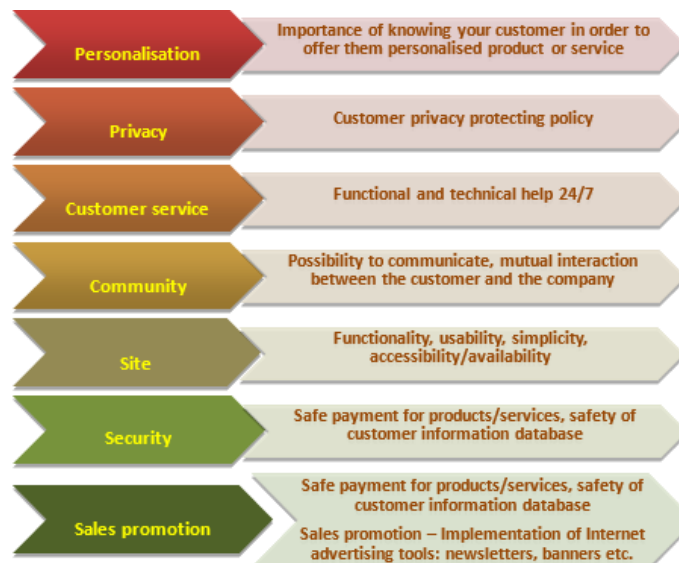 Personalisation
Importance of knowing your customer in order to
offer them personalised product or service
Privacy
Customer privacy protecting policy
Customer service
Functional and technical help 24/7
Community
Possibility to communicate, mutual interaction
between the customer and the company
Site
Functionality, usability, simplicity,
accessibility/availability
Security
Safe payment for products/services, safety of
customer information database
Sales promotion
Safe payment for products/services, safety of
customer information database
Sales promotion – Implementation of Internet
advertising tools: newsletters, banners etc.